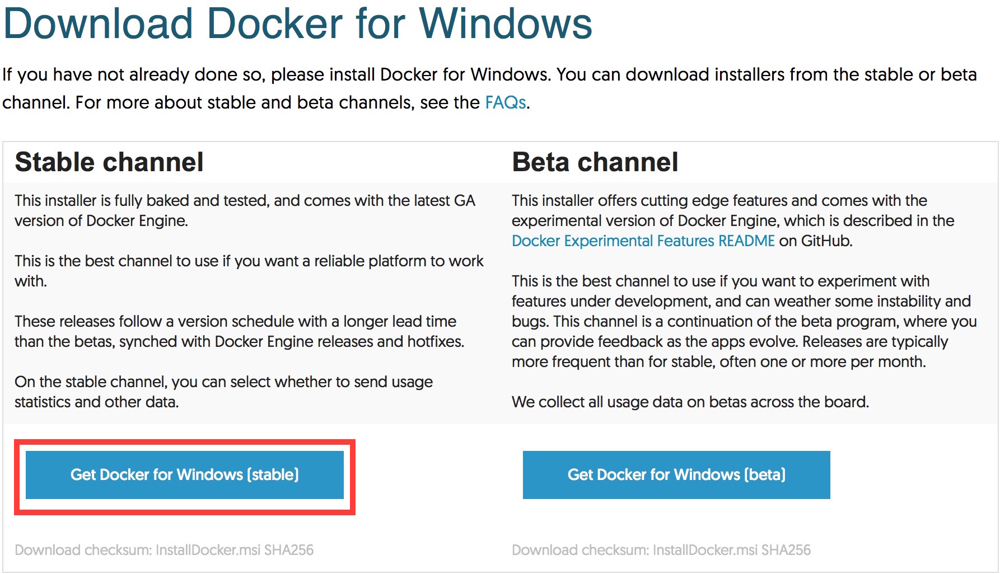 Download Docker for Windows
If you have not already done so, please install Docker for Windows. You can download installers from the stable or beta
channel. For more about stable and beta channels, see the FAQs.
Stable channel
This installer is fully baked and tested, and comes with the latest GA
version of Docker Engine.
This is the best channel to use if you want a reliable platform to work
with.
These releases follow a version schedule with a longer lead time
than the betas, synched with Docker Engine releases and hotfixes.
On the stable channel, you can select whether to send usage
statistics and other data.
Get Docker for Windows (stable)
Download checksum: InstallDocker.msi SHA256
Beta channel
This installer offers cutting edge features and comes with the
experimental version of Docker Engine, which is described in the
Docker Experimental Features README on GitHub.
This is the best channel to use if you want to experiment with
features under development, and can weather some instability and
bugs. This channel is a continuation of the beta program, where you
can provide feedback as the apps evolve. Releases are typically
more frequent than for stable, often one or more per month.
We collect all usage data on betas across the board.
Get Docker for Windows (beta)
Download checksum: InstallDocker.msi SHA256